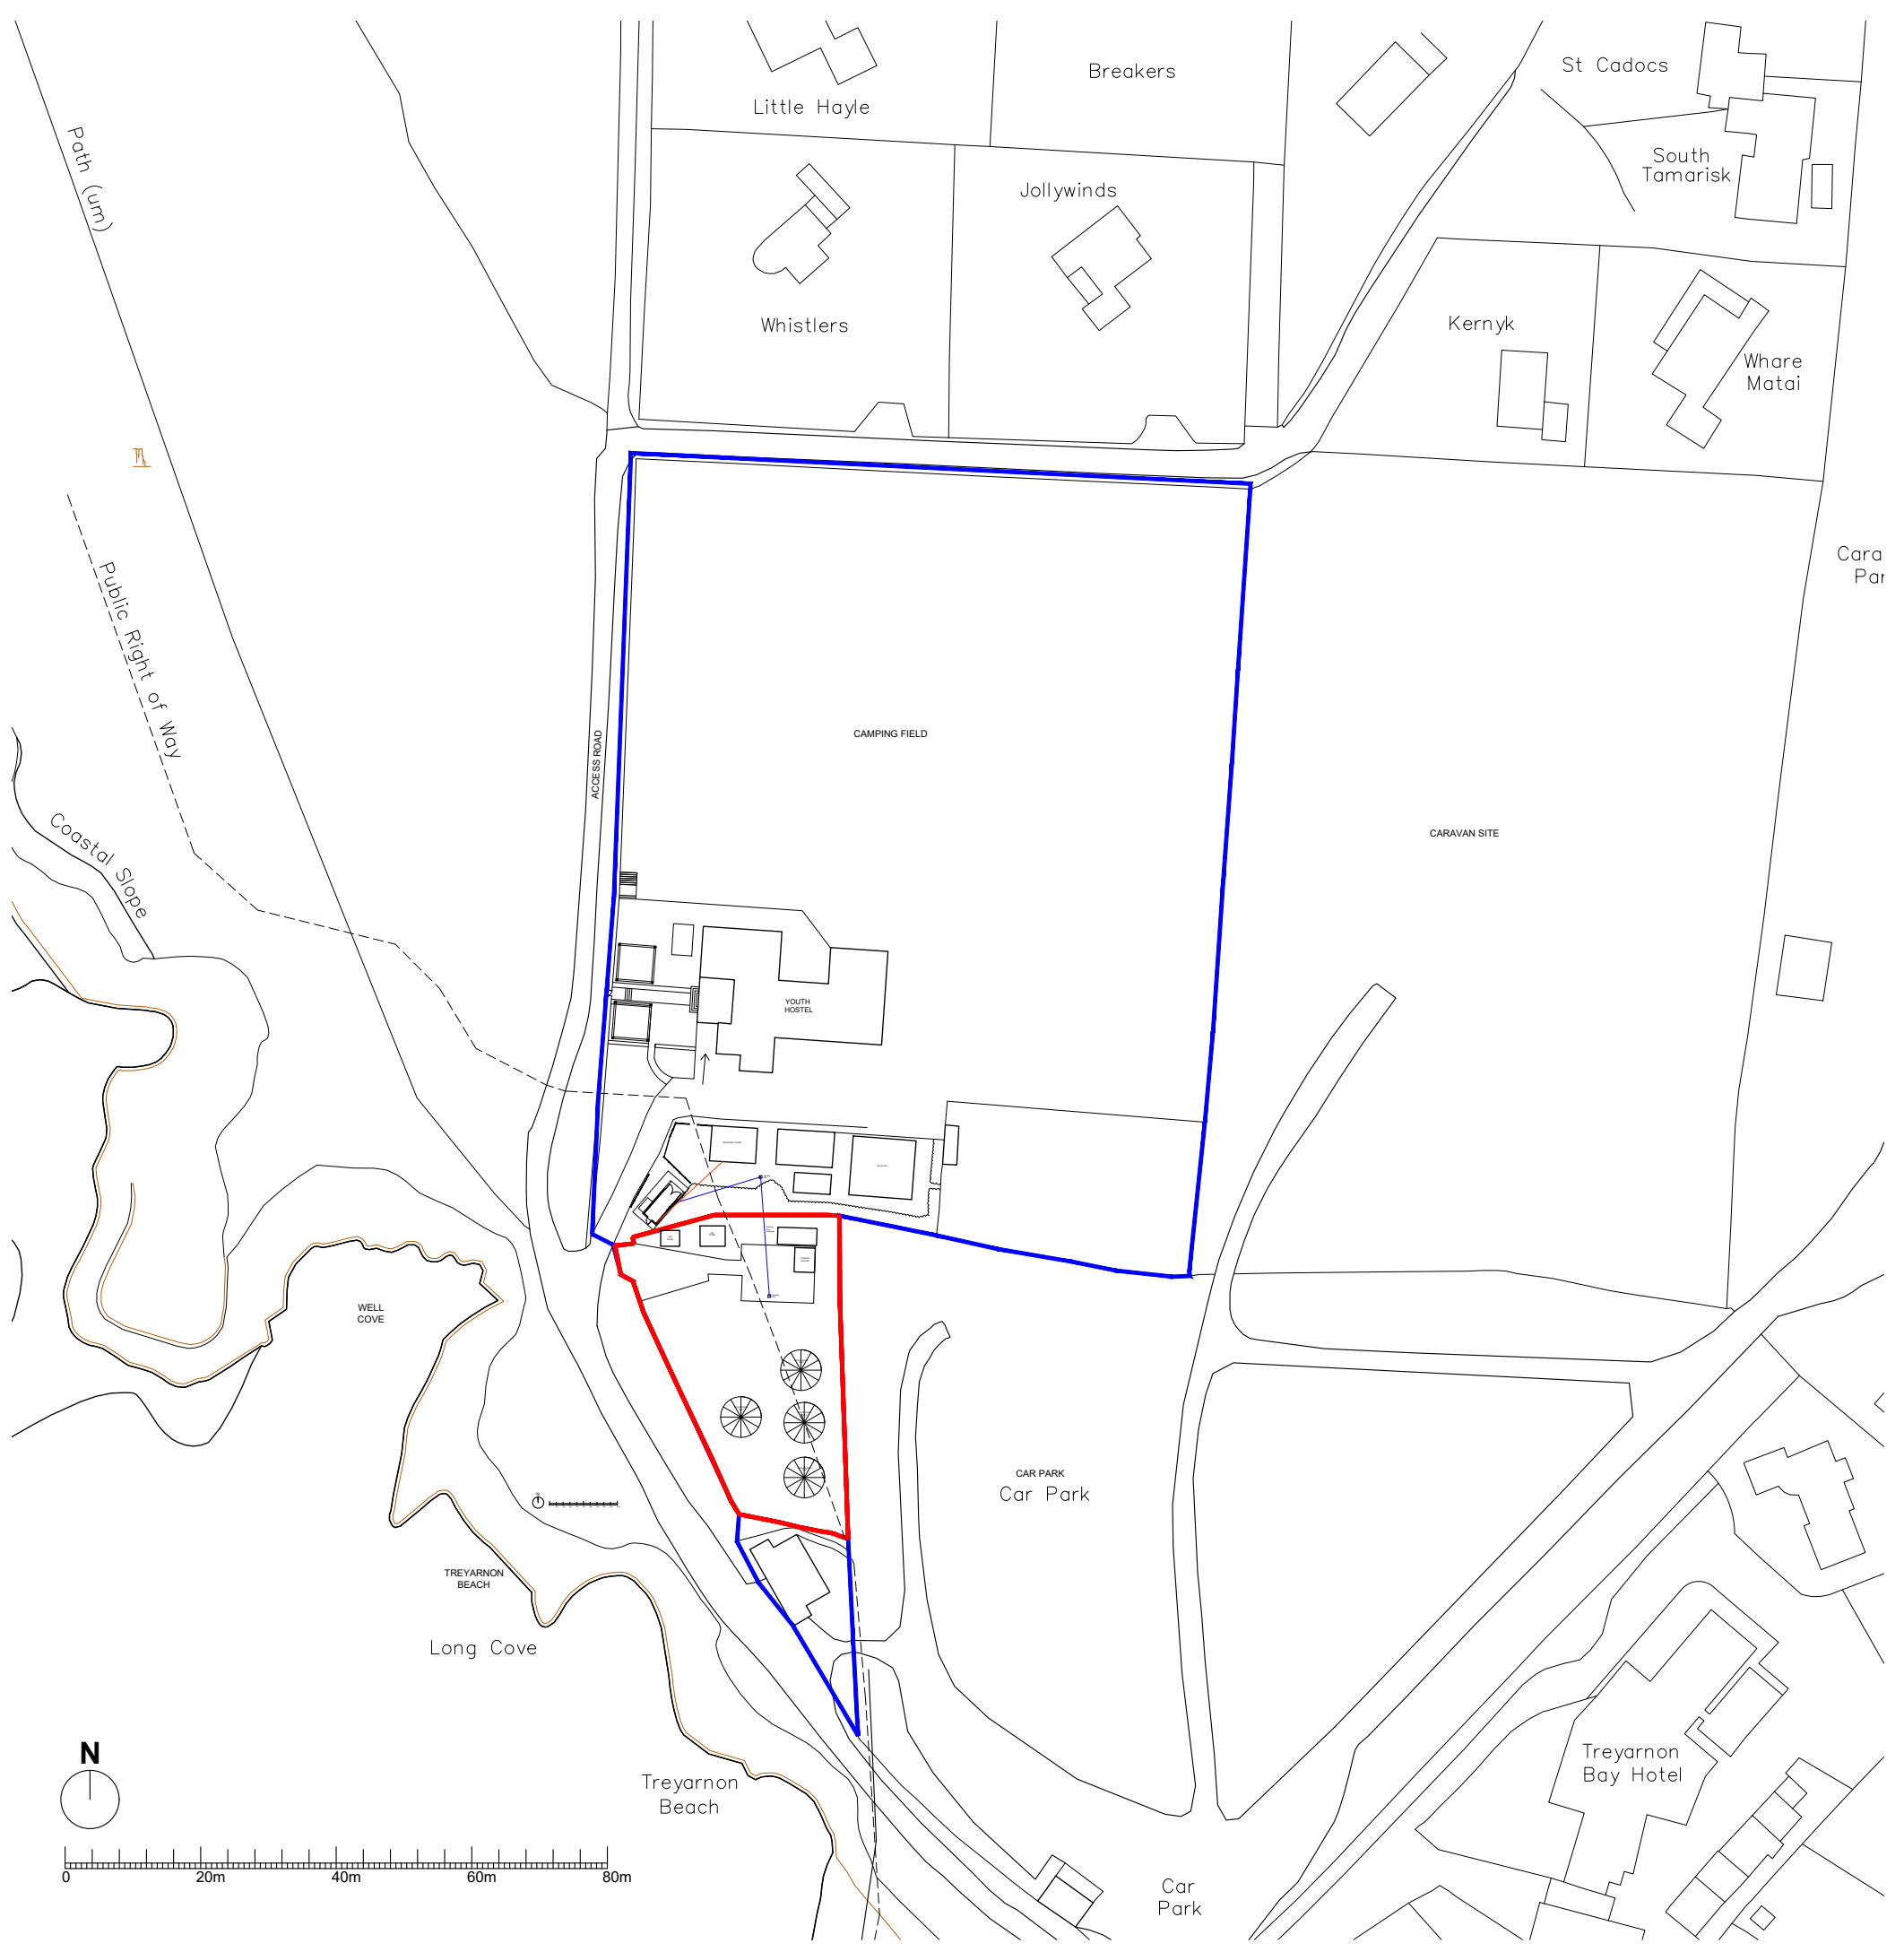 Breakers
St Cadocs
Little Hayle
Path (um)
South
Tamarisk
Jollywinds
Whistlers
Kernyk
Whare
Matai
Cara
Par
Public Right of Way
CAMPING FIELD
ACCESS ROAD
CARAVAN SITE
Coastal Slope
YOUTH
HOSTEL
WELL
COVE
CAR PARK
Car Park
TREYARNON
BEACH
Long Cove
N
Treyarnon
Bay Hotel
Treyarnon
Beach
0 20m 40m 60m 80m
Car
Park